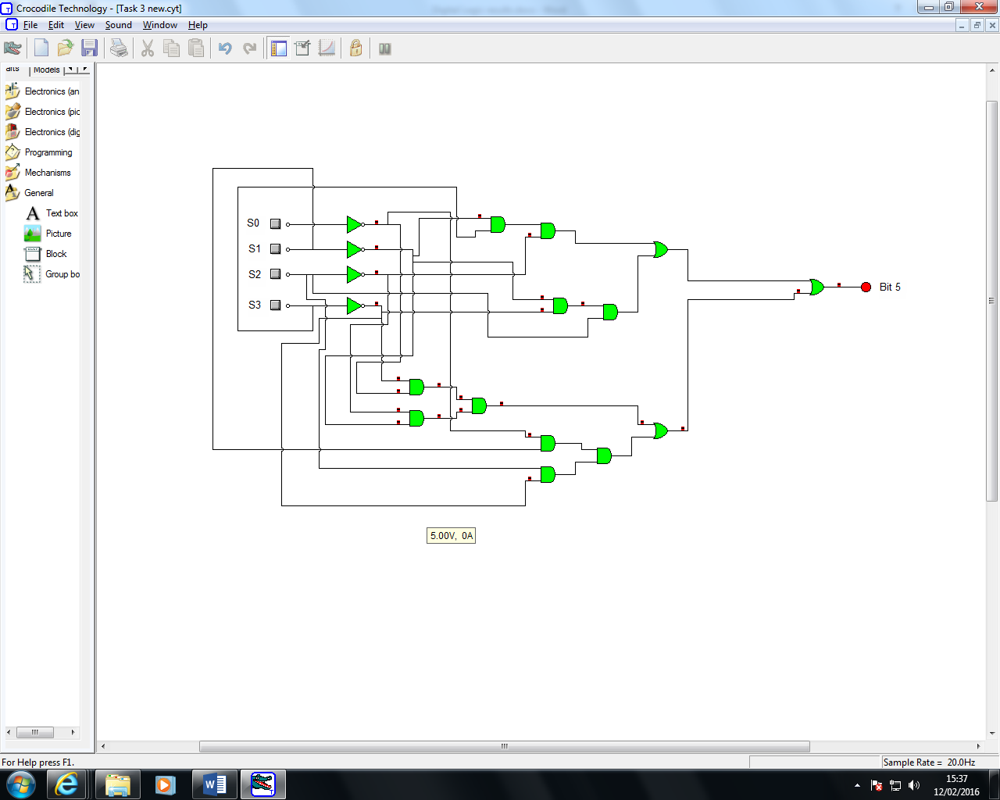 Crocodile Technology - [Task 3 new.cyt]
File Edit View Sound Window Help
arts Models
Electronics (an
Electronics (pic
Electronics (dig
Programming
Mechanisms
General
Text box
Picture
Block
Group bo
S0
S1
S2
S3
Bit 5
5.00V, 0A
For Help press F1.
Sample Rate = 20.0Hz
15:37
12/02/2016